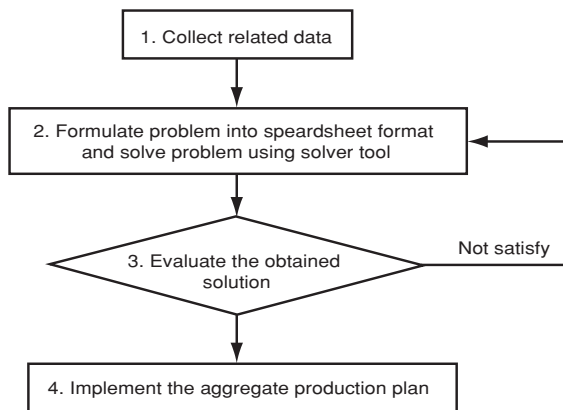 1. Collect related data
2. Formulate problem into speardsheet format
and solve problem using solver tool
3. Evaluate the obtained
solution
Not satisfy
4. Implement the aggregate production plan